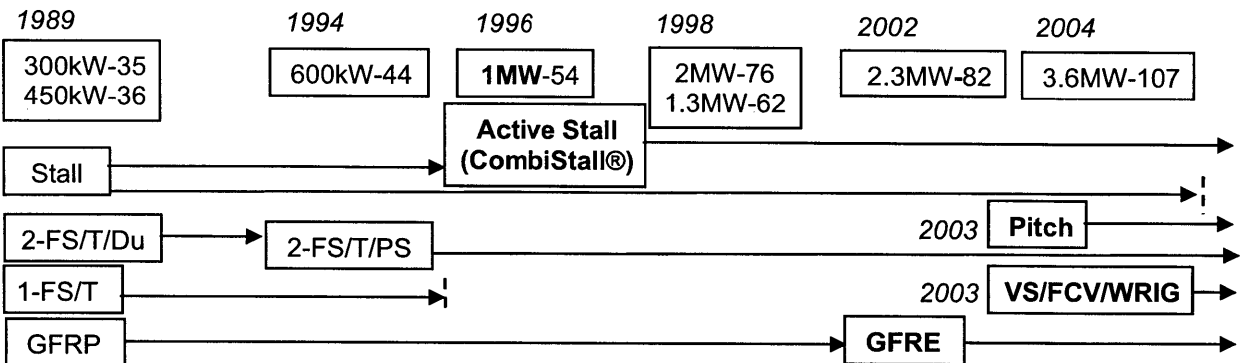 1989
1994
1996
1998
2002
2004
300kW-35
450kW-36
600kW-44
1MW-54
2MW-76
1.3MW-62
2.3MW-82
3.6MW-107
Active Stall
(CombiStall®)
Stall
2-FS/T/Du
2-FS/T/PS
2003
Pitch
1-FS/T
2003
VS/FCV/WRIG
GFRP
GFRE